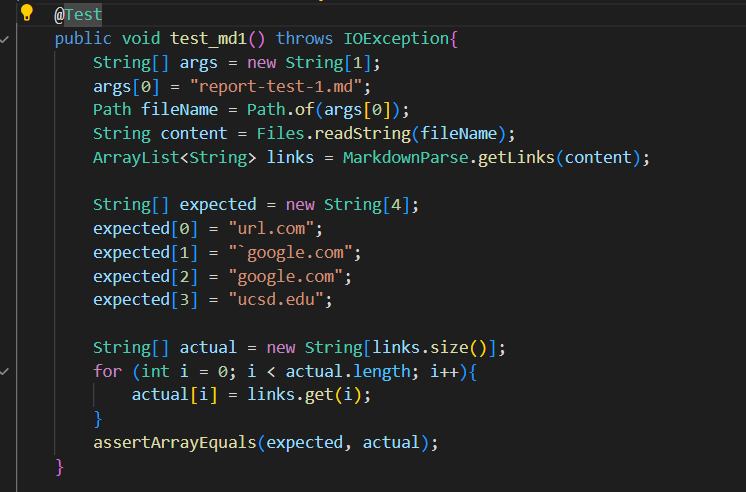 @Test
public void test_md1() throws IOException{
    String[] args = new String[1];
    args[0] = "report-test-1.md";
    Path fileName = Path.of(args[0]);
    String content = Files.readString(fileName);
    ArrayList<String> links = MarkdownParse.getLinks(content);

    String[] expected = new String[4];
    expected[0] = "url.com";
    expected[1] = "`google.com";
    expected[2] = "google.com";
    expected[3] = "ucsd.edu";

    String[] actual = new String[links.size()];
    for (int i = 0; i < actual.length; i++){
        actual[i] = links.get(i);
    }
    assertArrayEquals(expected, actual);
}